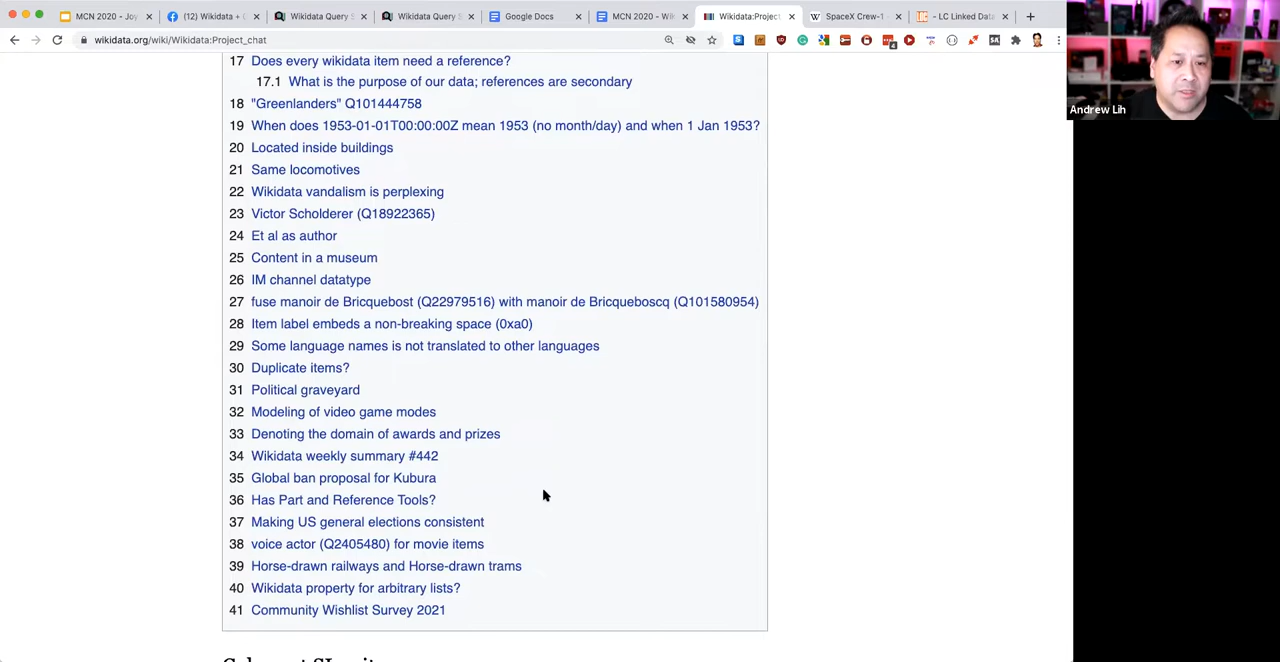 MCN 2020 - Joy
(12) Wikidata +
Wikidata Query S
Wikidata Query S
Google Docs
MCN 2020 - Wik
Wikidata:Project
SpaceX Crew-1 -
- LC Linked Data
wikidata.org/wiki/Wikidata:Project_chat
17 Does every wikidata item need a reference?
17.1 What is the purpose of our data; references are secondary
18 "Greenlanders" Q101444758
19 When does 1953-01-01T00:00:00Z mean 1953 (no month/day) and when 1 Jan 1953?
20 Located inside buildings
21 Same locomotives
22 Wikidata vandalism is perplexing
23 Victor Scholderer (Q18922365)
24 Et al as author
25 Content in a museum
26 IM channel datatype
27 fuse manoir de Bricquebost (Q22979516) with manoir de Bricqueboscq (Q101580954)
28 Item label embeds a non-breaking space (0xa0)
29 Some language names is not translated to other languages
30 Duplicate items?
31 Political graveyard
32 Modeling of video game modes
33 Denoting the domain of awards and prizes
34 Wikidata weekly summary #442
35 Global ban proposal for Kubura
36 Has Part and Reference Tools?
37 Making US general elections consistent
38 voice actor (Q2405480) for movie items
39 Horse-drawn railways and Horse-drawn trams
40 Wikidata property for arbitrary lists?
41 Community Wishlist Survey 2021
Andrew Lih